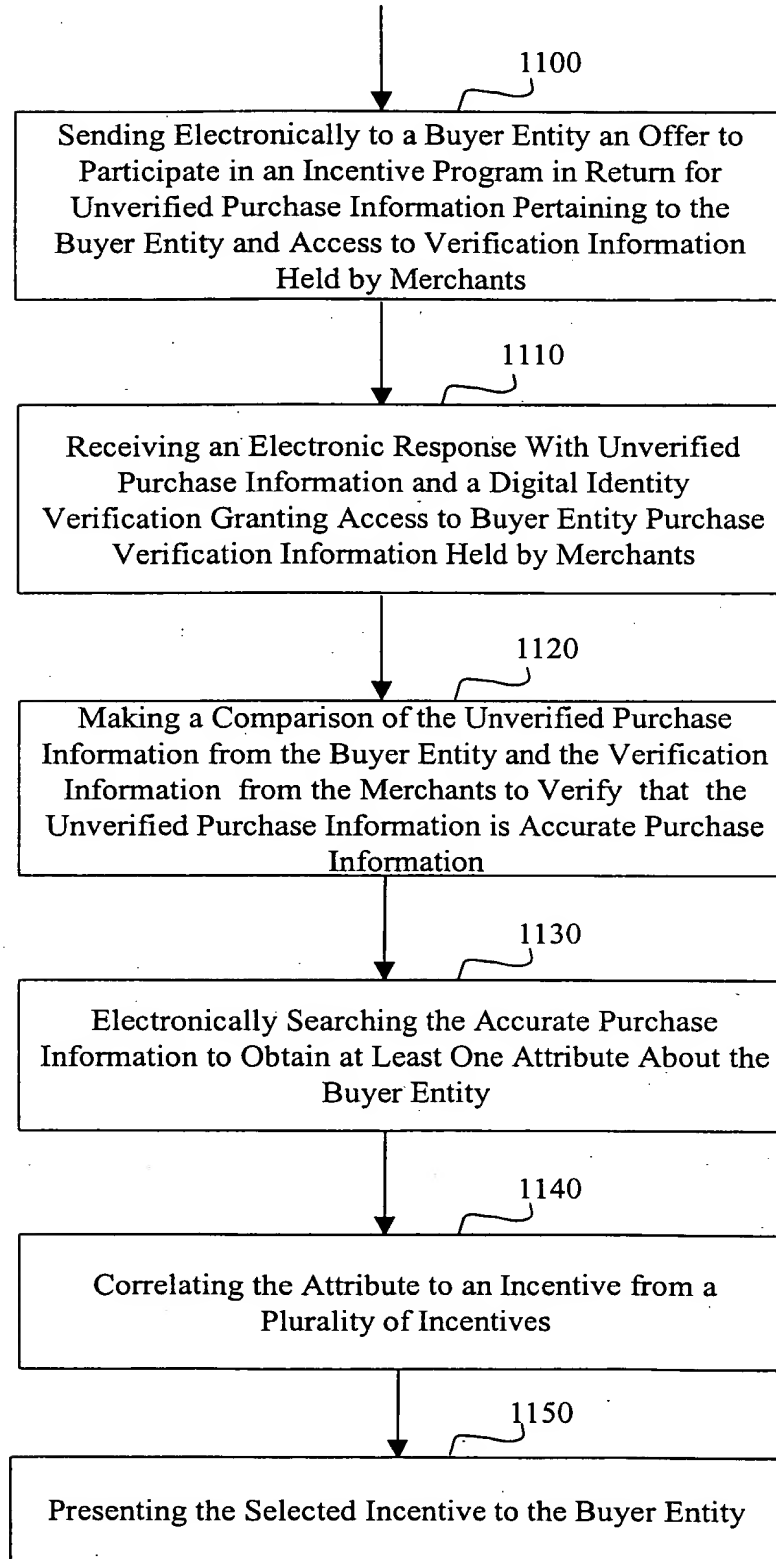 1100
Sending Electronically to a Buyer Entity an Offer to
Participate in an Incentive Program in Return for
Unverified Purchase Information Pertaining to the
Buyer Entity and Access to Verification Information
Held by Merchants
1110
Receiving an Electronic Response With Unverified
Purchase Information and a Digital Identity
Verification Granting Access to Buyer Entity Purchase
Verification Information Held by Merchants
1120
Making a Comparison of the Unverified Purchase
Information from the Buyer Entity and the Verification
Information from the Merchants to Verify that the
Unverified Purchase Information is Accurate Purchase
Information
1130
Electronically Searching the Accurate Purchase
Information to Obtain at Least One Attribute About the
Buyer Entity
1140
Correlating the Attribute to an Incentive from a
Plurality of Incentives
1150
Presenting the Selected Incentive to the Buyer Entity